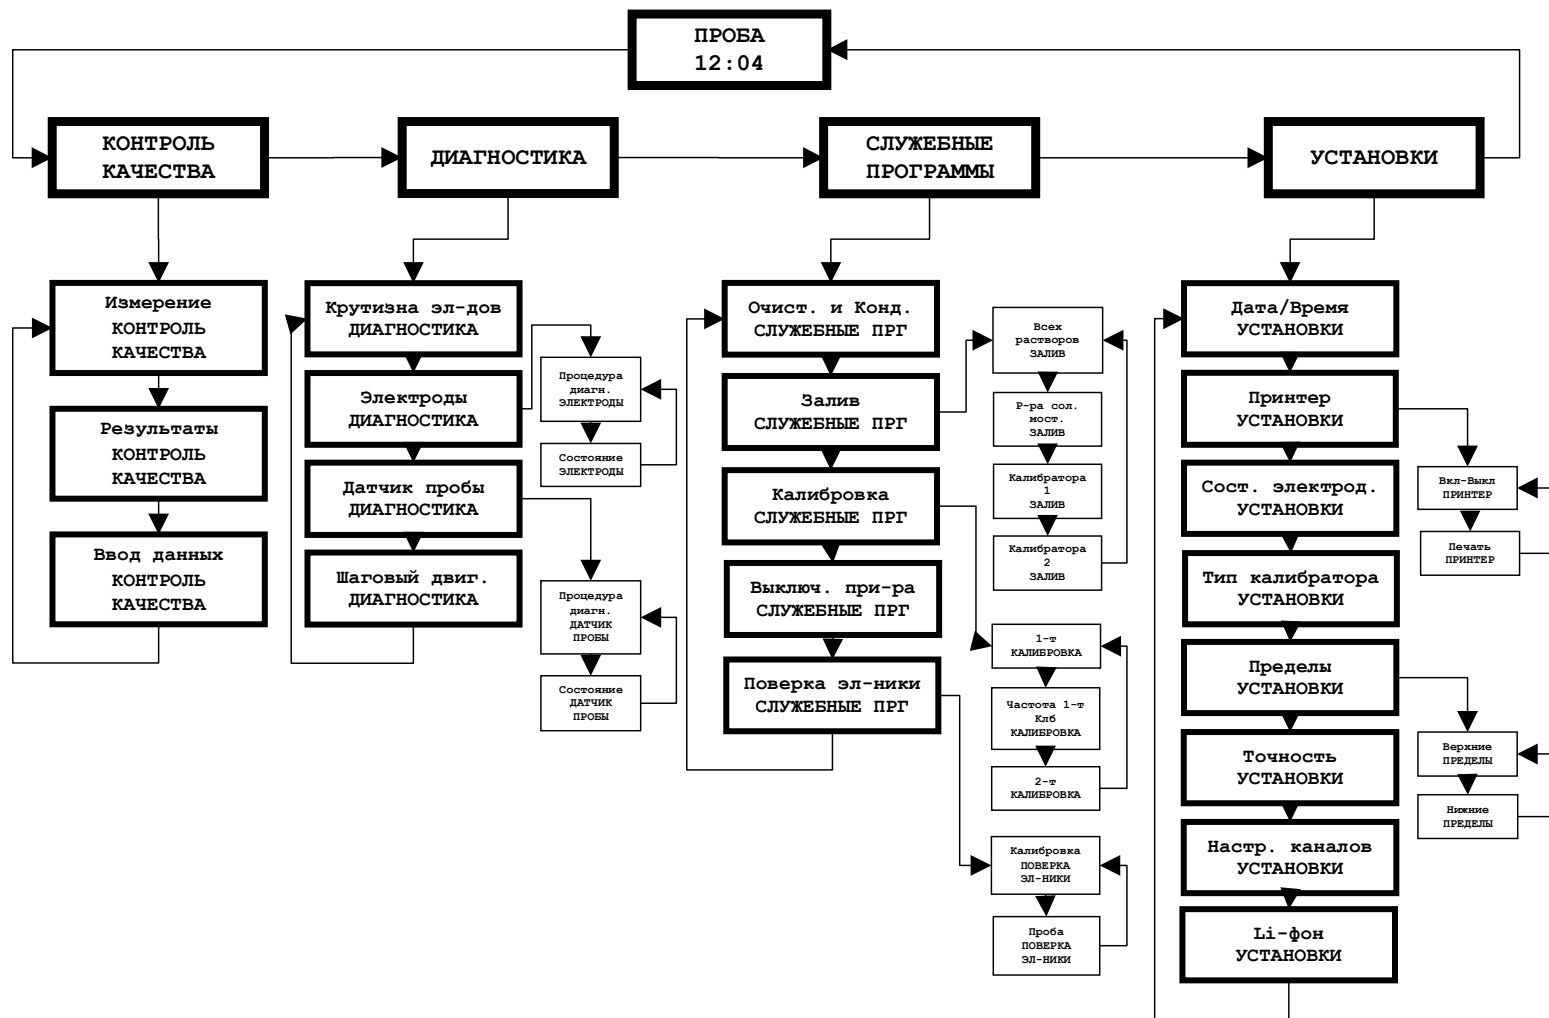 ПРОБА
12:04
КОНТРОЛЬ
КАЧЕСТВА
ДИАГНОСТИКА
СЛУЖЕБНЫЕ
ПРОГРАММЫ
УСТАНОВКИ
Измерение
КОНТРОЛЬ
КАЧЕСТВА
Результаты
КОНТРОЛЬ
КАЧЕСТВА
Ввод данных
КОНТРОЛЬ
КАЧЕСТВА
Крутизна эл-дов
ДИАГНОСТИКА
Электроды
ДИАГНОСТИКА
Датчик пробы
ДИАГНОСТИКА
Шаговый двиг.
ДИАГНОСТИКА
Процедура
диагн.
ЭЛЕКТРОДЫ
Состояние
ЭЛЕКТРОДЫ
Процедура
диагн.
ДАТЧИК
ПРОБЫ
Состояние
ДАТЧИК
ПРОБЫ
Очист. и Конд.
СЛУЖЕБНЫЕ ПРГ
Залив
СЛУЖЕБНЫЕ ПРГ
Калибровка
СЛУЖЕБНЫЕ ПРГ
Выключ. при-ра
СЛУЖЕБНЫЕ ПРГ
Поверка эл-ники
СЛУЖЕБНЫЕ ПРГ
Всех
растворов
ЗАЛИВ
Р-ра сол.
мост.
ЗАЛИВ
Калибратора
1
ЗАЛИВ
Калибратора
2
ЗАЛИВ
1-т
КАЛИБРОВКА
Частота 1-т
Клб
КАЛИБРОВКА
2-т
КАЛИБРОВКА
Калибровка
ПОВЕРКА
ЭЛ-НИКИ
Проба
ПОВЕРКА
ЭЛ-НИКИ
Дата/Время
УСТАНОВКИ
Принтер
УСТАНОВКИ
Сост. электрод.
УСТАНОВКИ
Тип калибратора
УСТАНОВКИ
Пределы
УСТАНОВКИ
Точность
УСТАНОВКИ
Настр. каналов
УСТАНОВКИ
Li-фон
УСТАНОВКИ
Вкл-Выкл
ПРИНТЕР
Печать
ПРИНТЕР
Верхние
ПРЕДЕЛЫ
Нижние
ПРЕДЕЛЫ